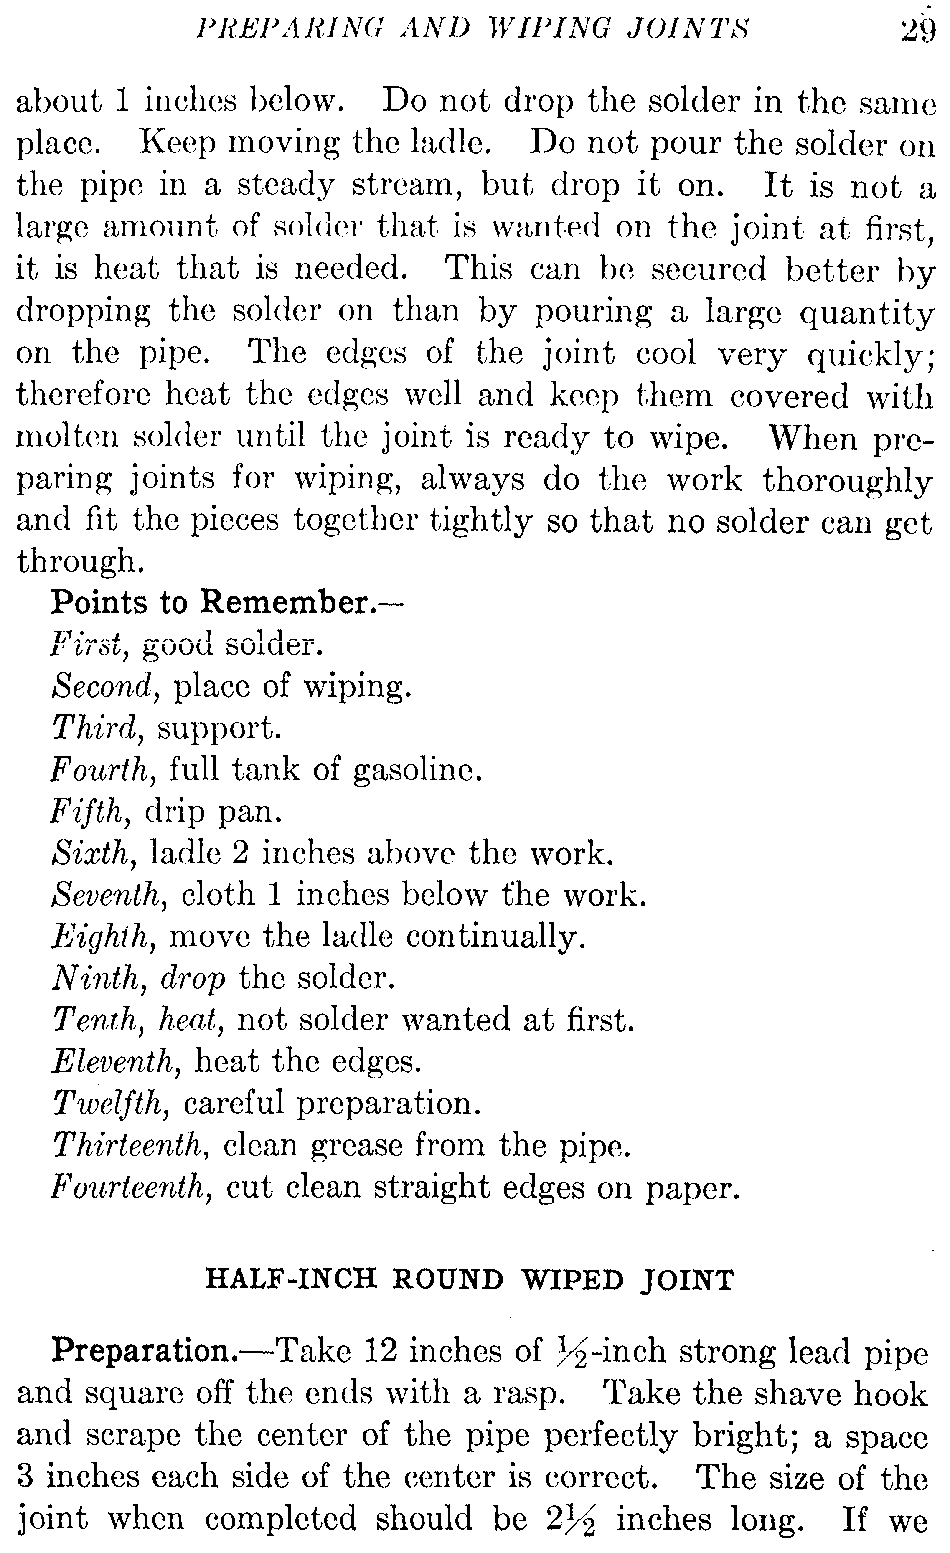 PREPARING AND WIPING JOINTS 29
about 1 inches below. Do not drop the solder in the same
place. Keep moving the ladle. Do not pour the solder on
the pipe in a steady stream, but drop it on. It is not a
large amount of solder that is wanted on the joint at first,
it is heat that is needed. This can be secured better by
dropping the solder on than by pouring a large quantity
on the pipe. The edges of the joint cool very quickly;
therefore heat the edges well and keep them covered with
molten solder until the joint is ready to wipe. When pre-
paring joints for wiping, always do the work thoroughly
and fit the pieces together tightly so that no solder can get
through.
Points to Remember.—
First, good solder.
Second, place of wiping.
Third, support.
Fourth, full tank of gasoline.
Fifth, drip pan.
Sixth, ladle 2 inches above the work.
Seventh, cloth 1 inches below the work.
Eighth, move the ladle continually.
Ninth, drop the solder.
Tenth, heat, not solder wanted at first.
Eleventh, heat the edges.
Twelfth, careful preparation.
Thirteenth, clean grease from the pipe.
Fourteenth, cut clean straight edges on paper.
HALF-INCH ROUND WIPED JOINT
Preparation.—Take 12 inches of ½-inch strong lead pipe
and square off the ends with a rasp. Take the shave hook
and scrape the center of the pipe perfectly bright; a space
3 inches each side of the center is correct. The size of the
joint when completed should be 2½ inches long. If we